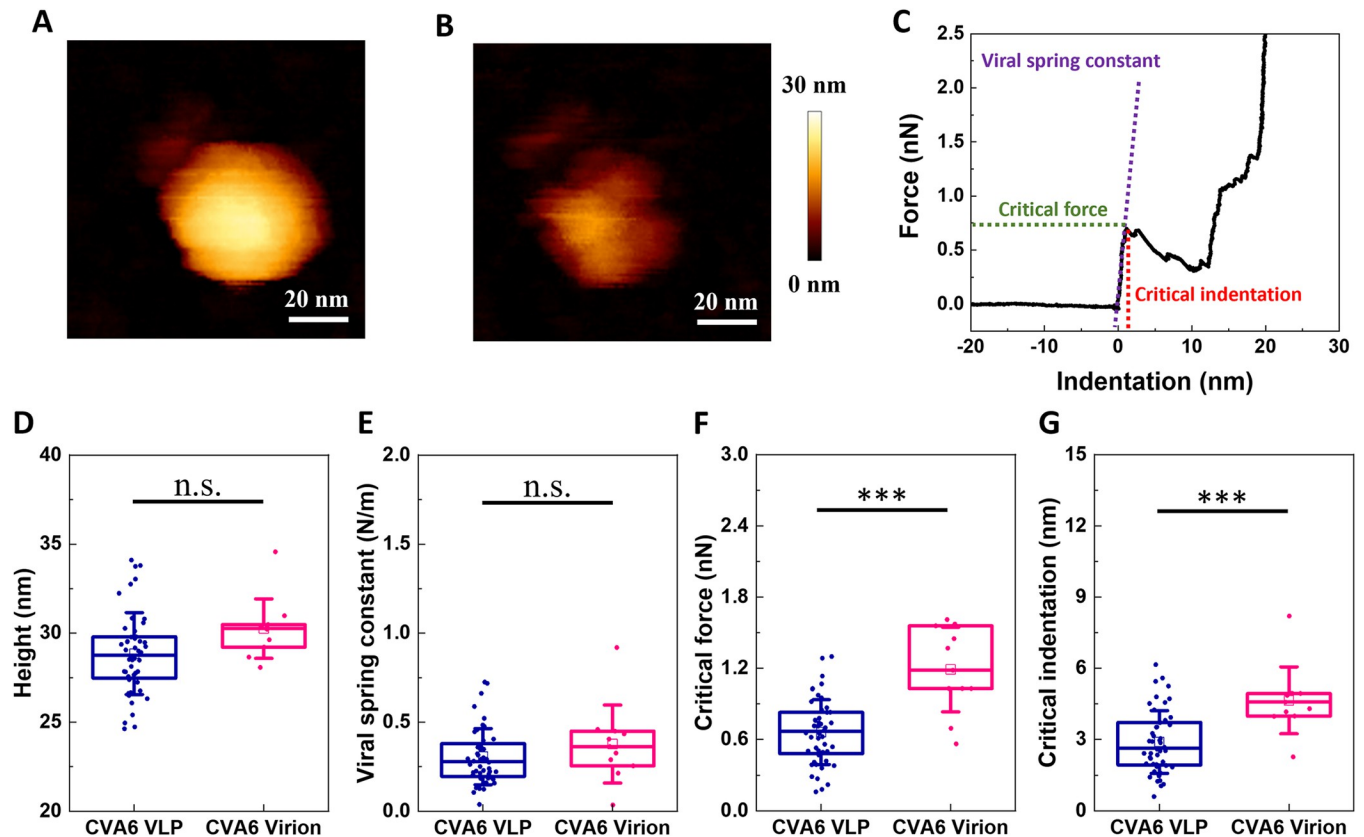 A
B
C
30 nm
0 nm
20 nm
20 nm
Viral spring constant
Critical force
Critical indentation
Force (nN)
2.5
2.0
1.5
1.0
0.5
0.0
-20
-10
0
10
20
30
Indentation (nm)
D
E
F
G
Height (nm)
40
35
30
25
20
n.s.
CVA6 VLP
CVA6 Virion
Viral spring constant (N/m)
2.0
1.5
1.0
0.5
0.0
n.s.
CVA6 VLP
CVA6 Virion
Critical force (nN)
3.0
2.4
1.8
1.2
0.6
0.0
***
CVA6 VLP
CVA6 Virion
Critical indentation (nm)
15
12
9
6
3
0
***
CVA6 VLP
CVA6 Virion